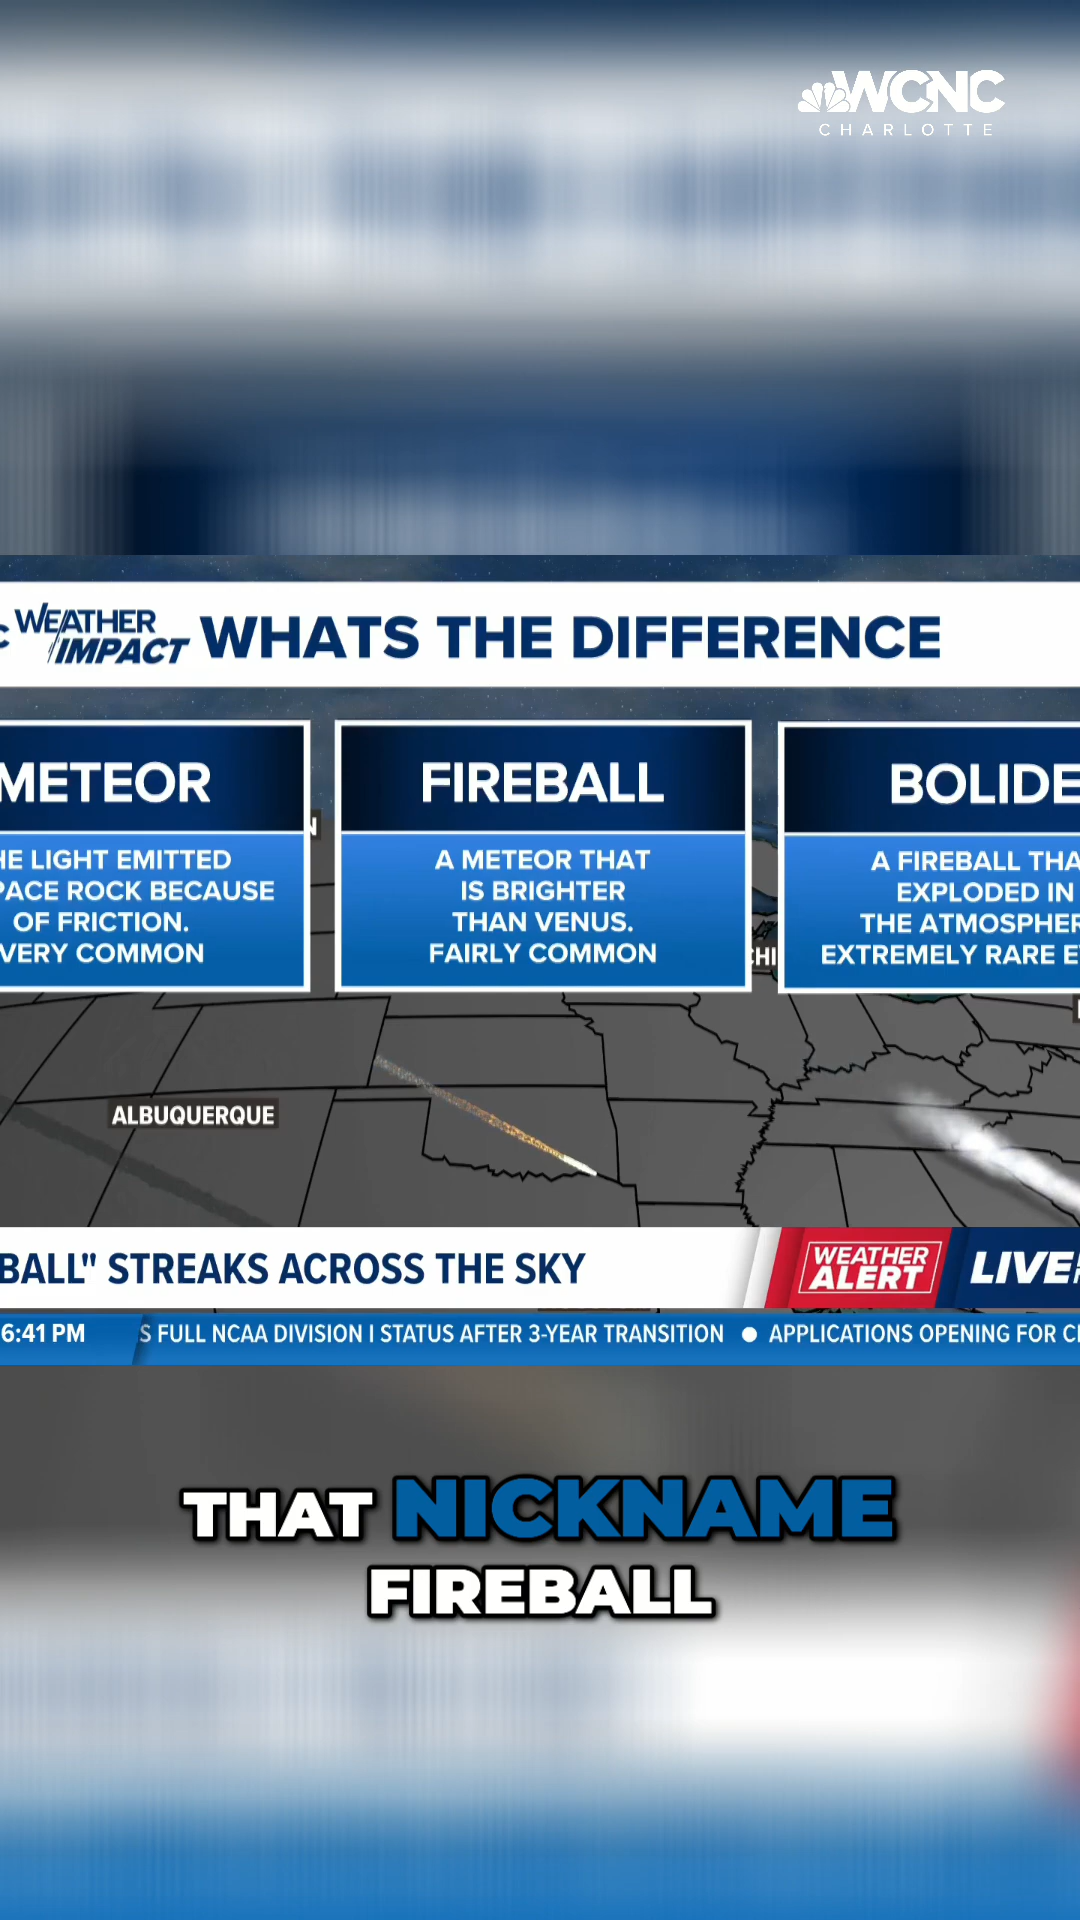 WCNC
CHARLOTTE
WEATHER
IMPACT
WHATS THE DIFFERENCE
METEOR
HE LIGHT EMITTED
PACE ROCK BECAUSE
OF FRICTION.
VERY COMMON
FIREBALL
A METEOR THAT
IS BRIGHTER
THAN VENUS.
FAIRLY COMMON
BOLIDE
A FIREBALL THA
EXPLODED IN
THE ATMOSPHER
EXTREMELY RARE E
CHI
ALBUQUERQUE
BALL" STREAKS ACROSS THE SKY
WEATHER
ALERT
LIVE
6:41 PM
S FULL NCAA DIVISION I STATUS AFTER 3-YEAR TRANSITION ● APPLICATIONS OPENING FOR C
THAT NICKNAME
FIREBALL